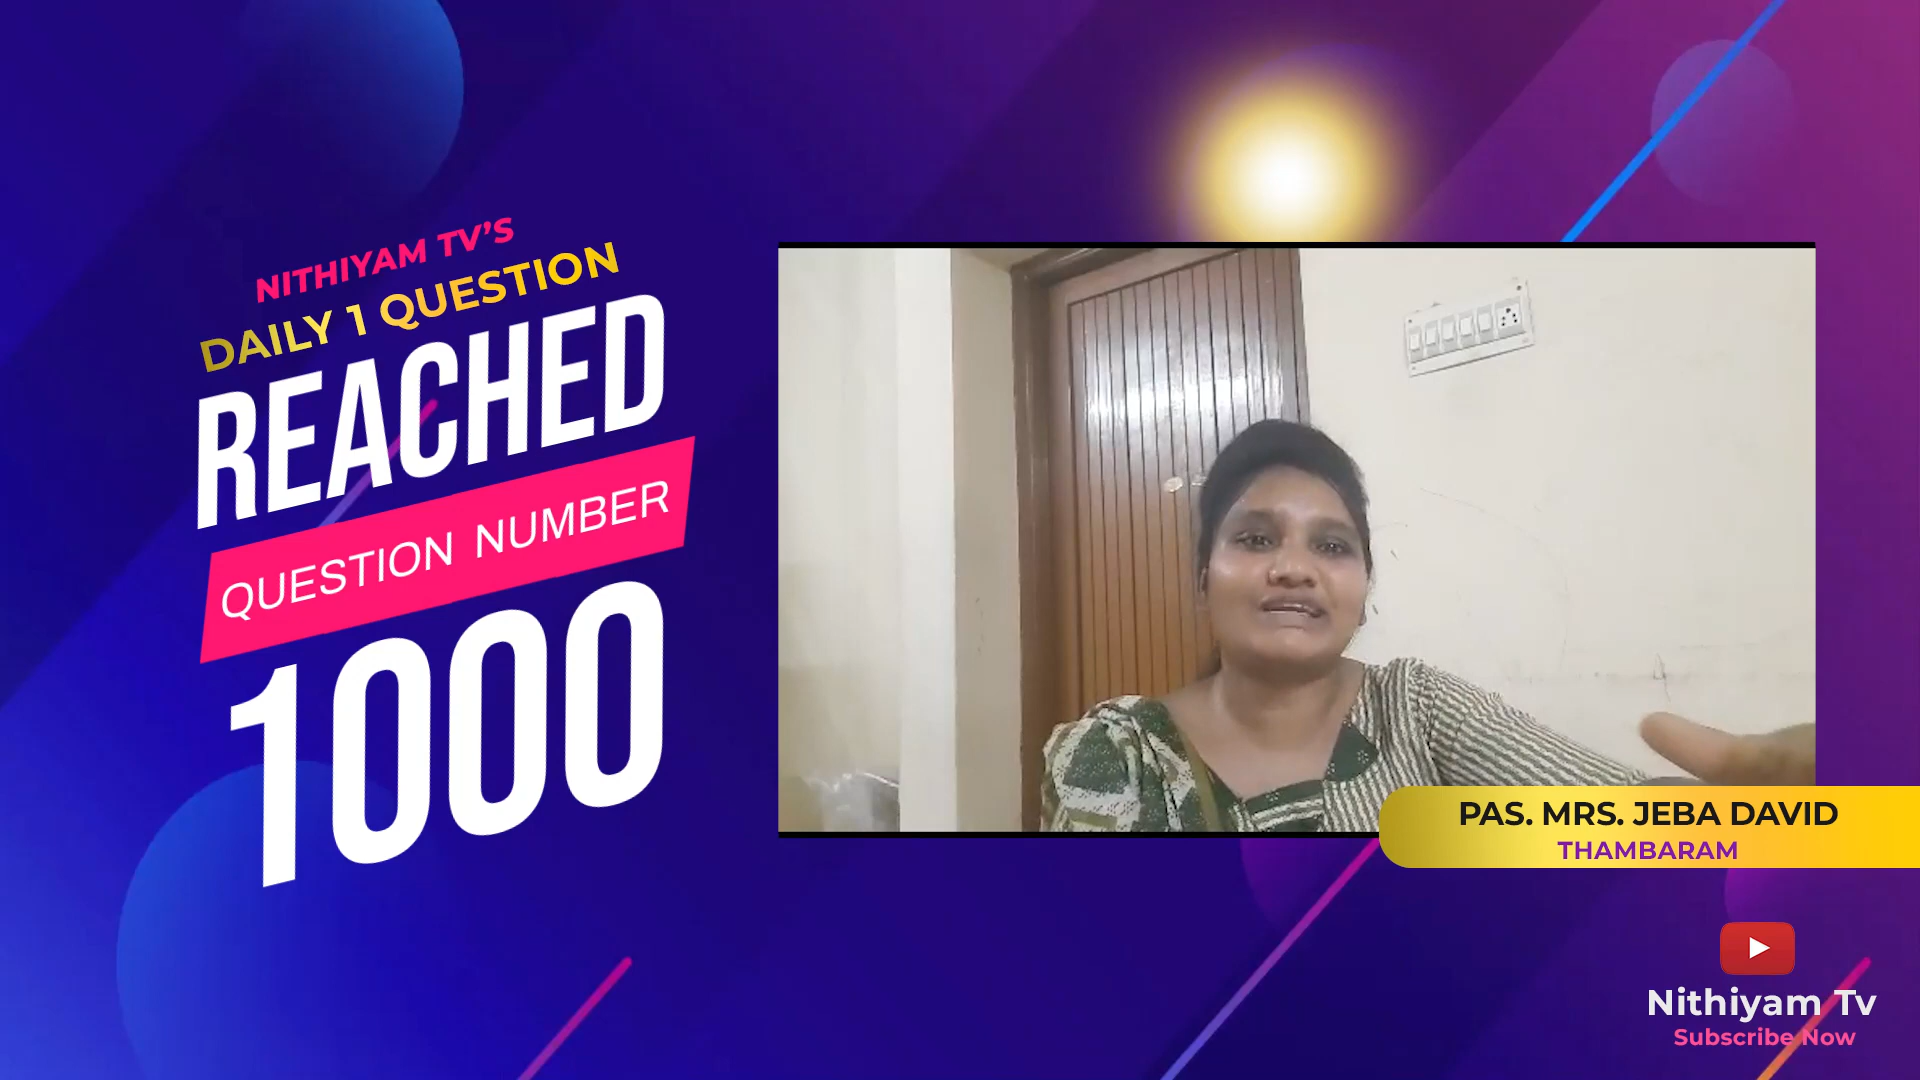 NITHIYAM TV'S
DAILY 1 QUESTION
REACHED
QUESTION NUMBER
1000
PAS. MRS. JEBA DAVID
THAMBARAM
Nithiyam Tv
Subscribe Now